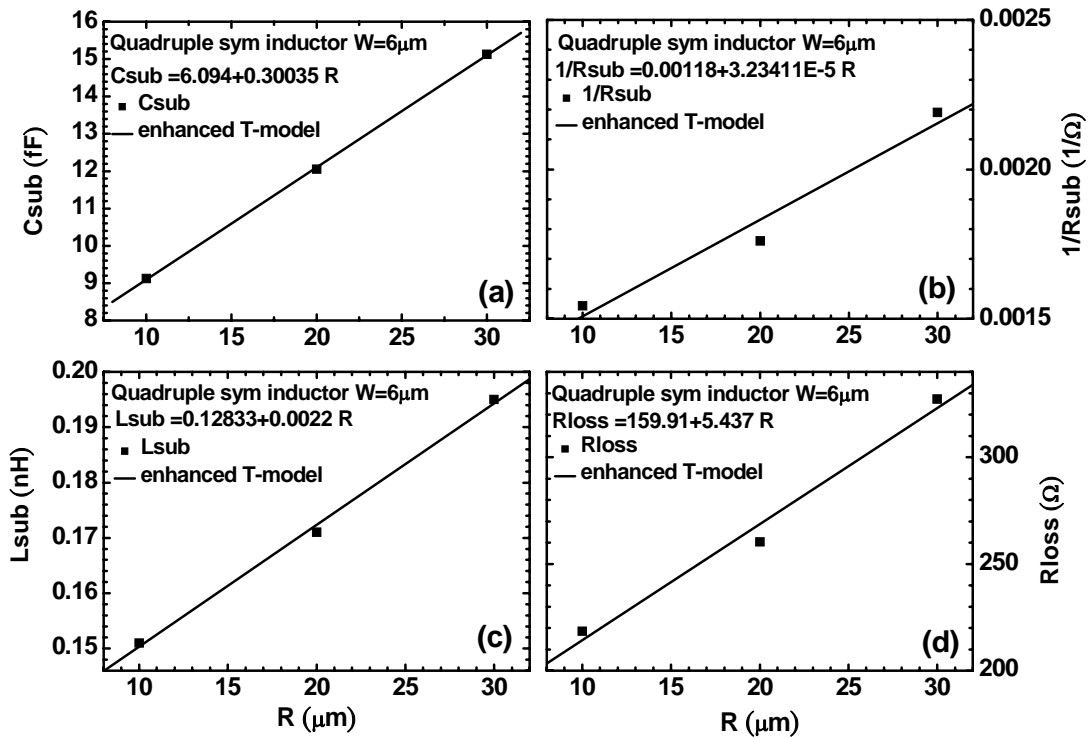 Quadruple sym inductor W=6μm
Csub =6.094+0.30035 R
Csub
enhanced T-model
(a)
Csub (fF)
16
15
14
13
12
11
10
9
8
10 15 20 25 30
Quadruple sym inductor W=6μm
1/Rsub =0.00118+3.23411E-5 R
1/Rsub
enhanced T-model
(b)
1/Rsub (1/Ω)
0.0025
0.0020
0.0015
10 15 20 25 30
Quadruple sym inductor W=6μm
Lsub =0.12833+0.0022 R
Lsub
enhanced T-model
(c)
Lsub (nH)
0.20
0.19
0.18
0.17
0.16
0.15
10 15 20 25 30
R (μm)
Quadruple sym inductor W=6μm
Rloss =159.91+5.437 R
Rloss
enhanced T-model
(d)
Rloss (Ω)
300
250
200
10 15 20 25 30
R (μm)